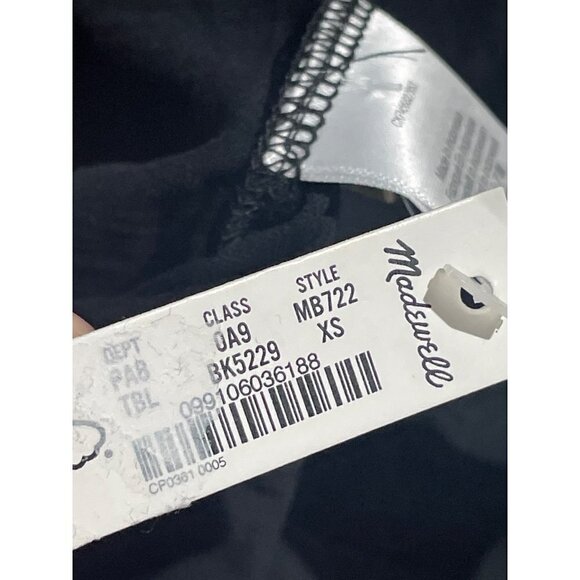 Madewell
DEPT CLASS STYLE
PAB 0A9 MB722
TBL BK5229 XS
099106036188
CP0361 0005